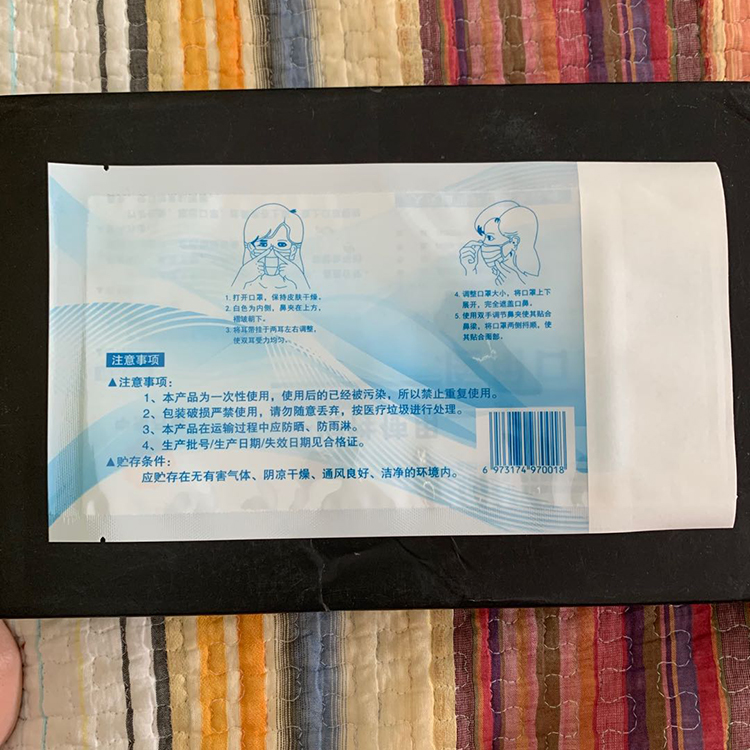 1. 打开口罩，保持皮肤干燥。
2. 白色为内侧，鼻夹在上方，
褶皱朝下。
3. 将耳带挂于两耳左右调整，
使双耳受力均匀。
4. 调整口罩大小，将口罩上下
展开，完全遮盖口鼻。
5. 使用双手调节鼻夹使其贴合
鼻梁，将口罩两侧捋顺，使
其贴合面部。
注意事项
▲注意事项：
1、本产品为一次性使用，使用后的已经被污染，所以禁止重复使用。
2、包装破损严禁使用，请勿随意丢弃，按医疗垃圾进行处理。
3、本产品在运输过程中应防晒、防雨淋。
4、生产批号/生产日期/失效日期见合格证。
▲贮存条件：
应贮存在无有害气体、阴凉干燥、通风良好、洁净的环境内。
6 973174 970018